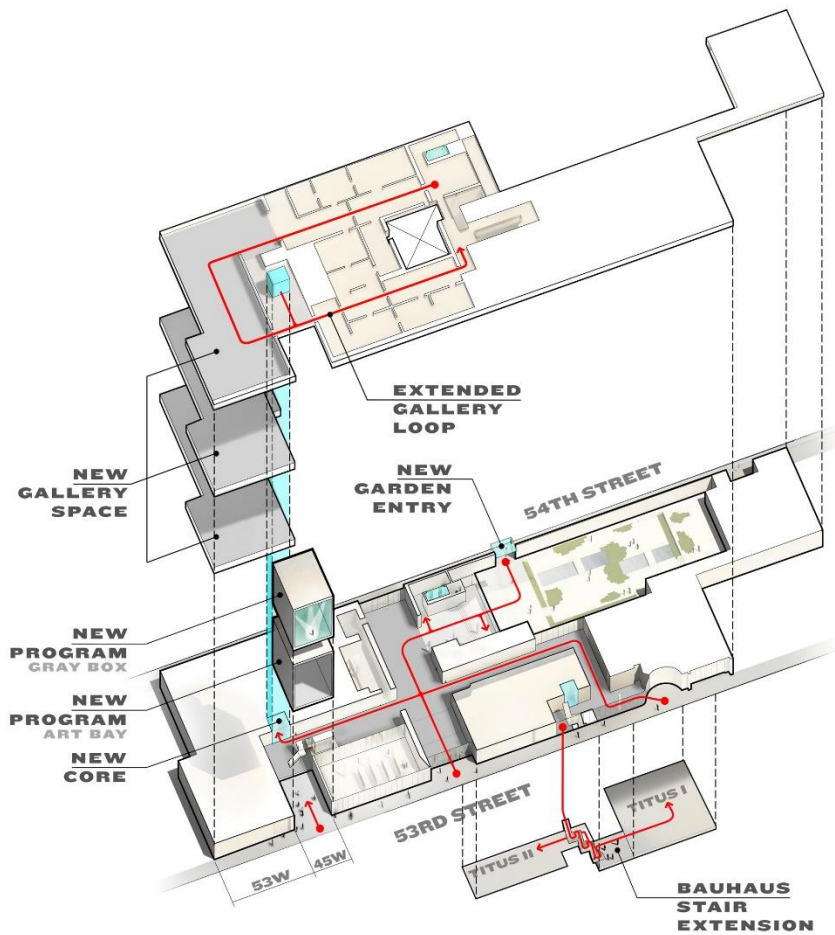 EXTENDED
GALLERY
LOOP
NEW
GALLERY
SPACE
NEW
GARDEN
ENTRY
54TH STREET
NEW
PROGRAM
GRAY BOX
NEW
PROGRAM
ART BAY
NEW
CORE
53RD STREET
53W
45W
TITUS I
TITUS II
BAUHAUS
STAIR
EXTENSION